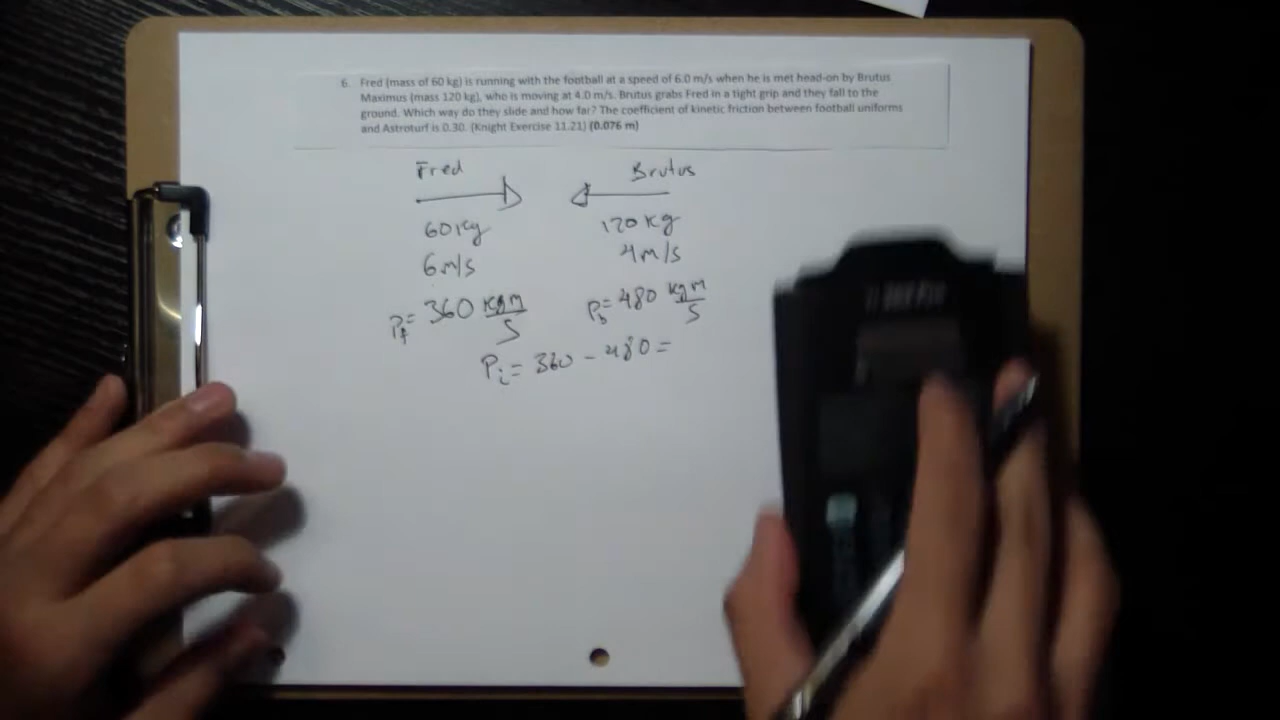 6. Fred (mass of 60 kg) is running with the football at a speed of 6.0 m/s when he is met head-on by Brutus
Maximus (mass 120 kg), who is moving at 4.0 m/s. Brutus grabs Fred in a tight grip and they fall to the
ground. Which way do they slide and how far? The coefficient of kinetic friction between football uniforms
and Astroturf is 0.30. (Knight Exercise 11.21) (0.076 m)
Fred Brutus
60 kg 120 kg
6 m/s 4 m/s
Pf = 360 kgm/s Pb = 480 kgm/s
Pi = 360 - 480 =